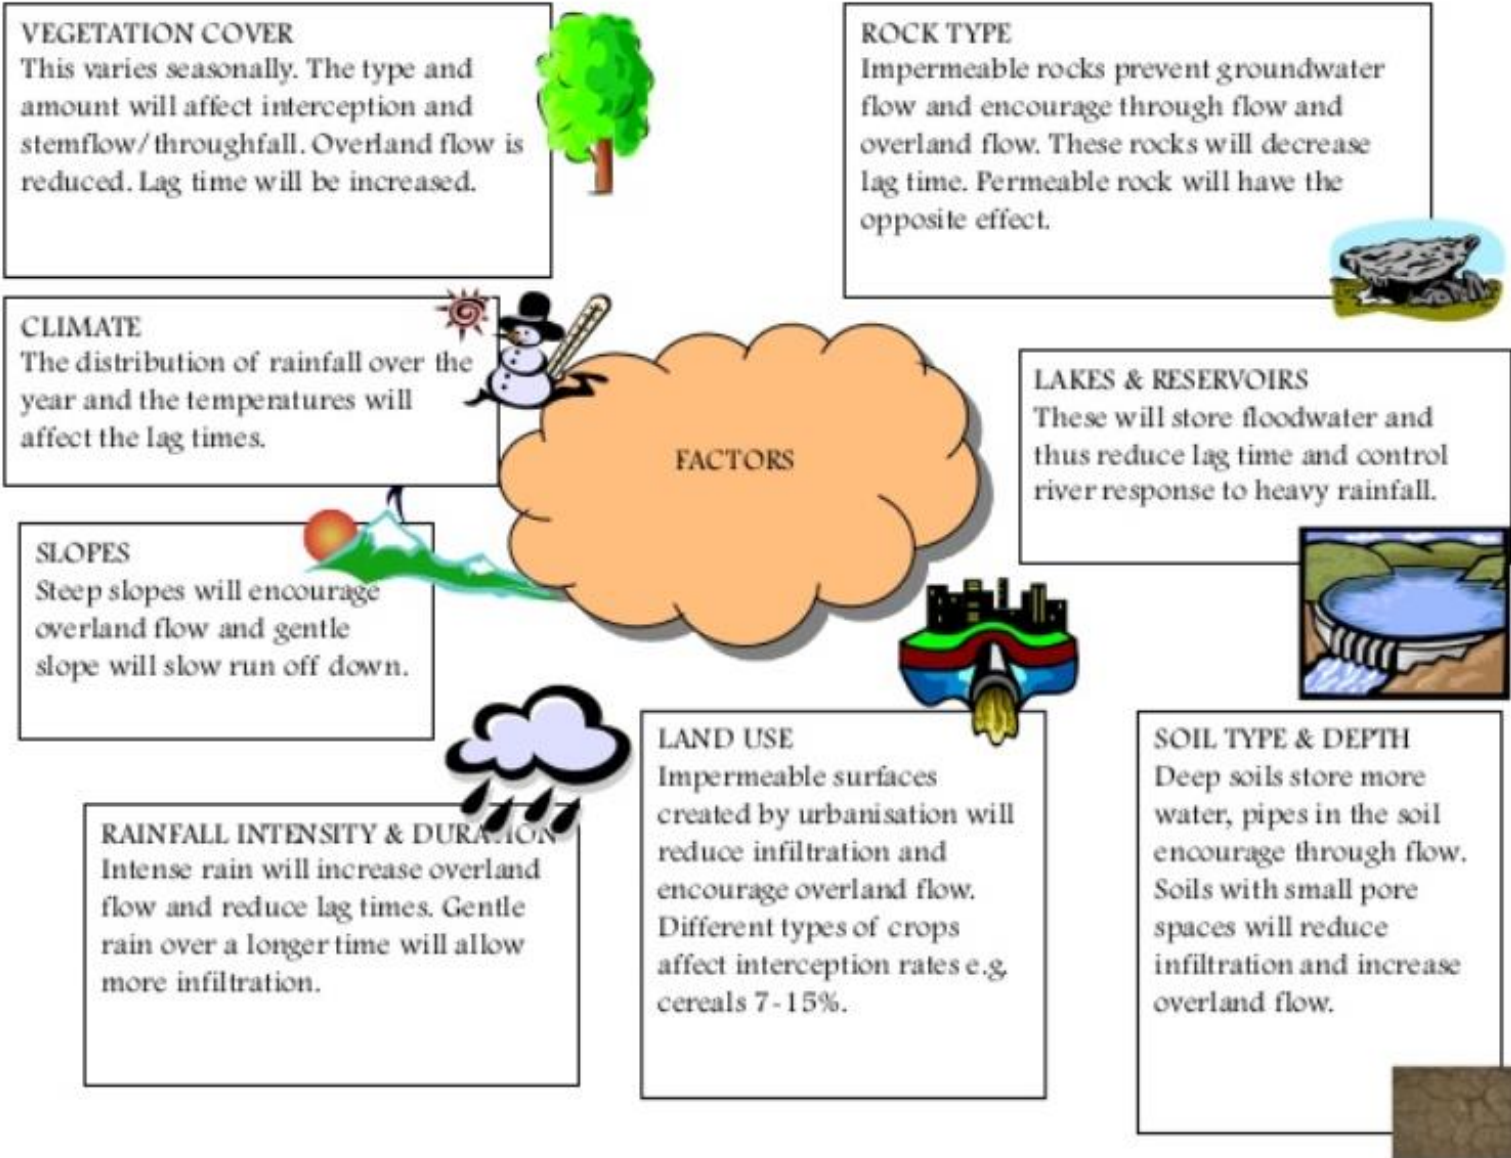 VEGETATION COVER
This varies seasonally. The type and
amount will affect interception and
stemflow/throughfall. Overland flow is
reduced. Lag time will be increased.
ROCK TYPE
Impermeable rocks prevent groundwater
flow and encourage through flow and
overland flow. These rocks will decrease
lag time. Permeable rock will have the
opposite effect.
CLIMATE
The distribution of rainfall over the
year and the temperatures will
affect the lag times.
FACTORS
LAKES & RESERVOIRS
These will store floodwater and
thus reduce lag time and control
river response to heavy rainfall.
SLOPES
Steep slopes will encourage
overland flow and gentle
slope will slow run off down.
RAINFALL INTENSITY & DURATION
Intense rain will increase overland
flow and reduce lag times. Gentle
rain over a longer time will allow
more infiltration.
LAND USE
Impermeable surfaces
created by urbanisation will
reduce infiltration and
encourage overland flow.
Different types of crops
affect interception rates e.g.
cereals 7-15%.
SOIL TYPE & DEPTH
Deep soils store more
water, pipes in the soil
encourage through flow.
Soils with small pore
spaces will reduce
infiltration and increase
overland flow.